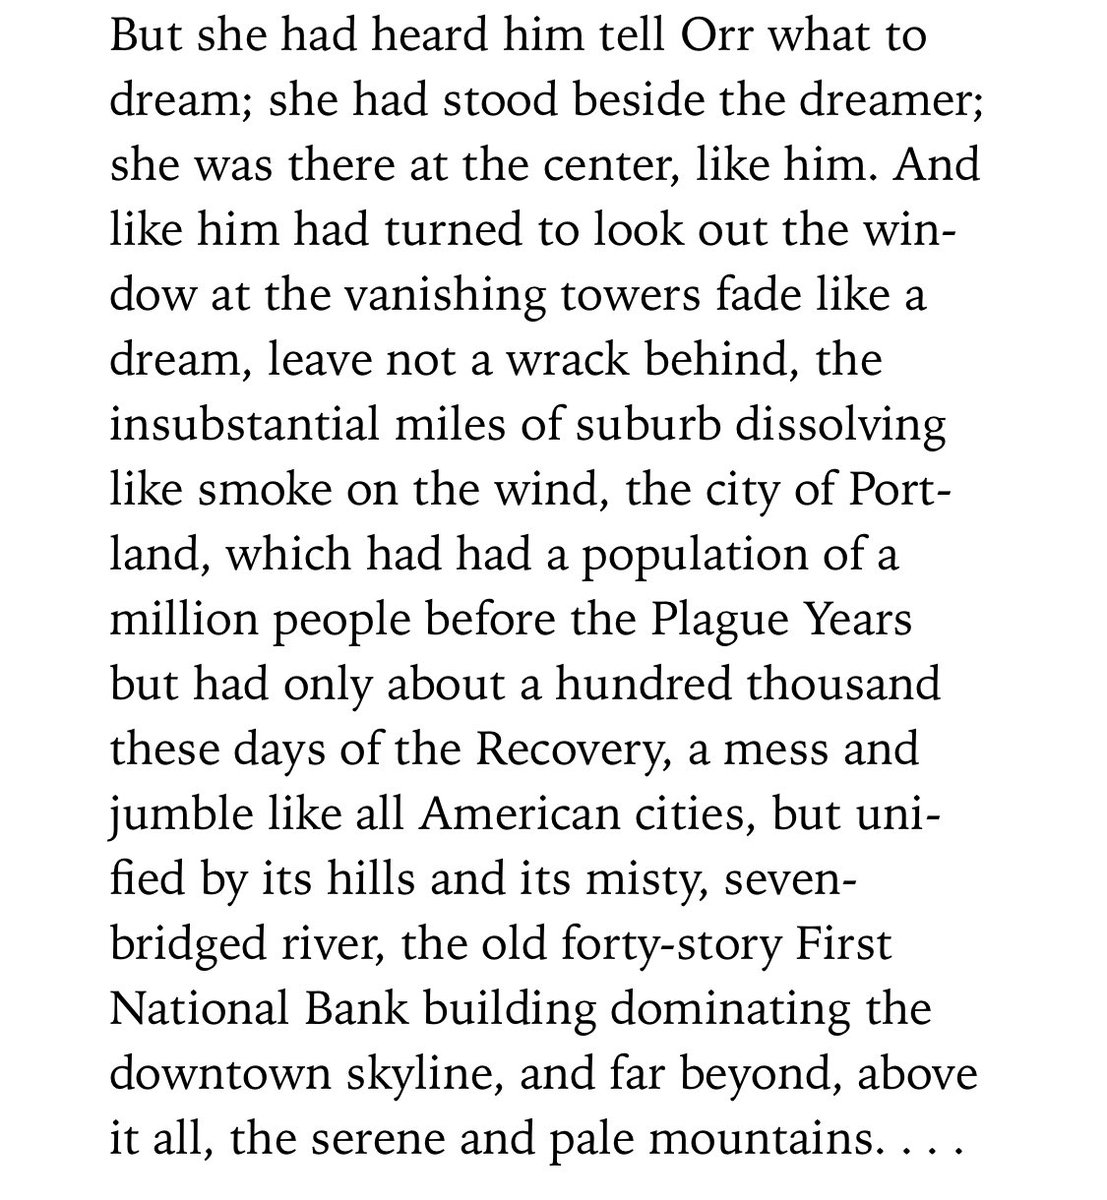 But she had heard him tell Orr what to
dream; she had stood beside the dreamer;
she was there at the center, like him. And
like him had turned to look out the win-
dow at the vanishing towers fade like a
dream, leave not a wrack behind, the
insubstantial miles of suburb dissolving
like smoke on the wind, the city of Port-
land, which had had a population of a
million people before the Plague Years
but had only about a hundred thousand
these days of the Recovery, a mess and
jumble like all American cities, but uni-
fied by its hills and its misty, seven-
bridged river, the old forty-story First
National Bank building dominating the
downtown skyline, and far beyond, above
it all, the serene and pale mountains. . . .